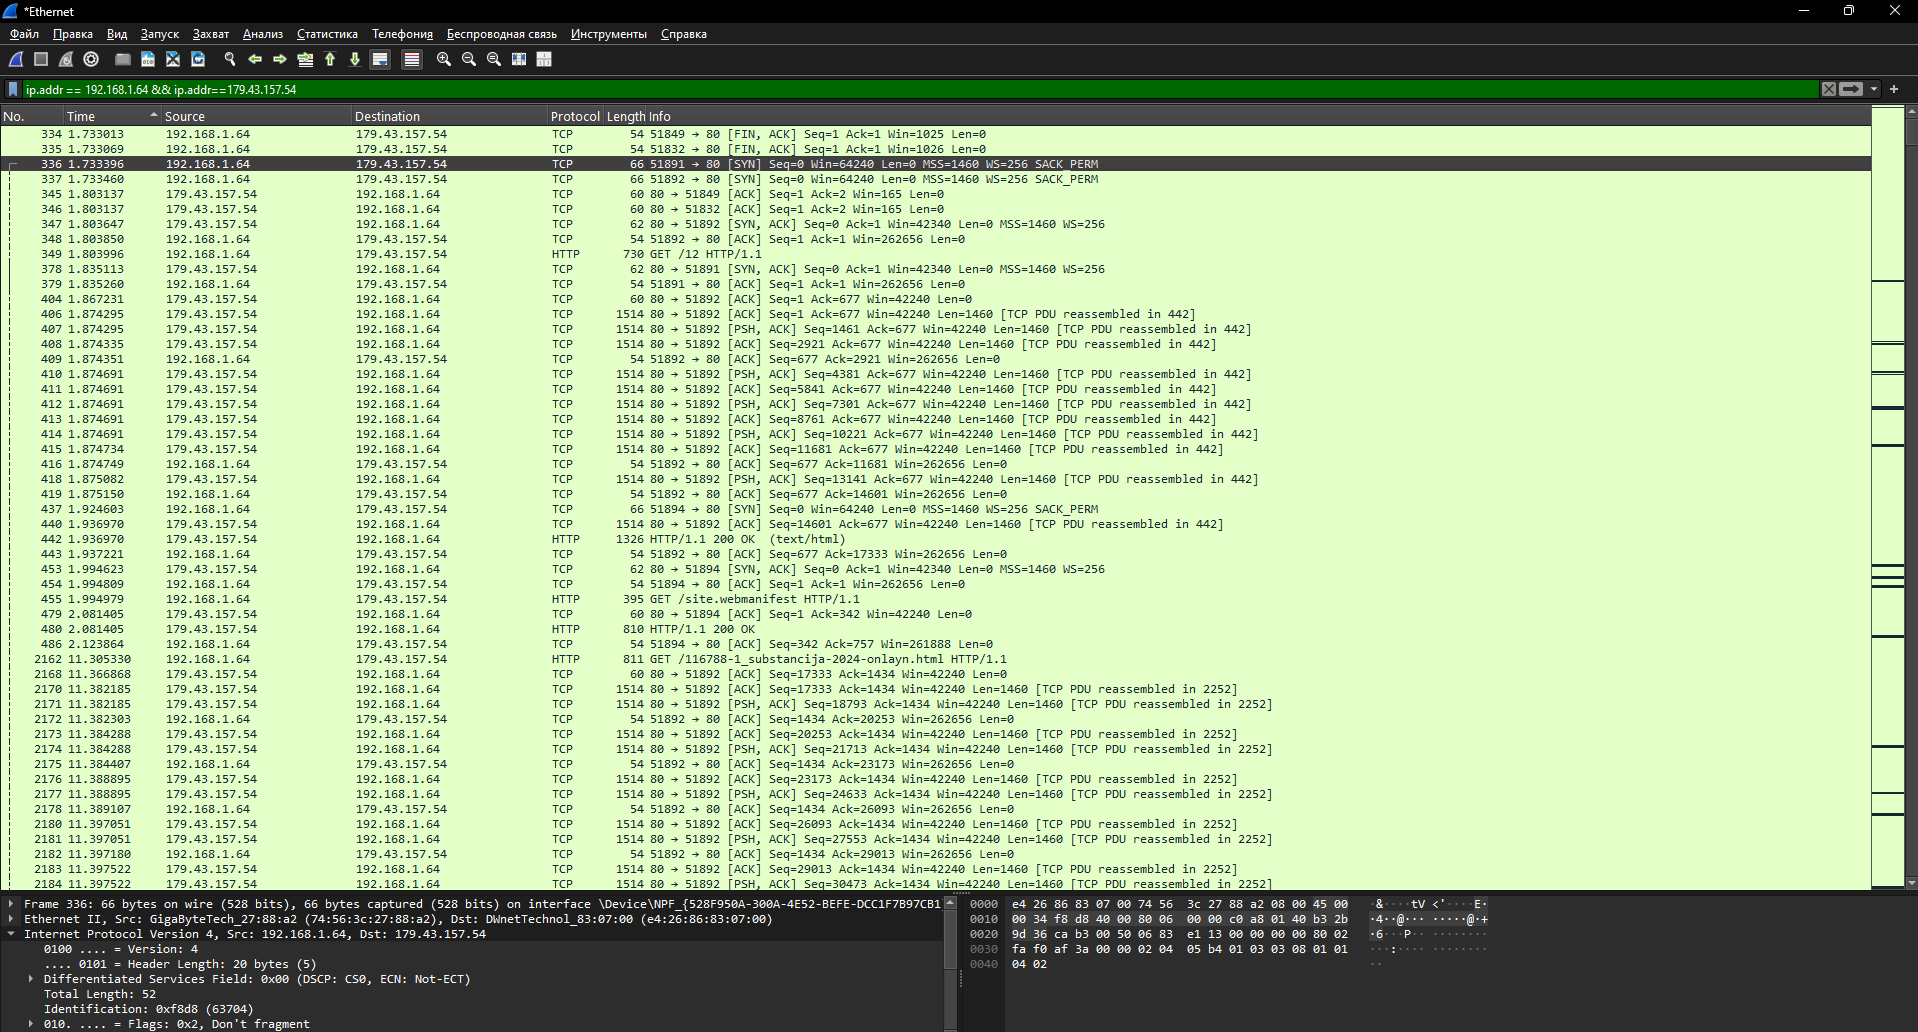 *Ethernet
Файл Правка Вид Запуск Захват Анализ Статистика Телефония Беспроводная связь Инструменты Справка
ip.addr == 192.168.1.64 && ip.addr==179.43.157.54
No. Time Source Destination Protocol Length Info
334 1.733013 192.168.1.64 179.43.157.54 TCP 54 51849 → 80 [FIN, ACK] Seq=1 Ack=1 Win=1025 Len=0
335 1.733069 192.168.1.64 179.43.157.54 TCP 54 51832 → 80 [FIN, ACK] Seq=1 Ack=1 Win=1026 Len=0
336 1.733396 192.168.1.64 179.43.157.54 TCP 66 51891 → 80 [SYN] Seq=0 Win=64240 Len=0 MSS=1460 WS=256 SACK_PERM
337 1.733460 192.168.1.64 179.43.157.54 TCP 66 51892 → 80 [SYN] Seq=0 Win=64240 Len=0 MSS=1460 WS=256 SACK_PERM
345 1.803137 179.43.157.54 192.168.1.64 TCP 60 80 → 51849 [ACK] Seq=1 Ack=2 Win=165 Len=0
346 1.803137 179.43.157.54 192.168.1.64 TCP 60 80 → 51832 [ACK] Seq=1 Ack=2 Win=165 Len=0
347 1.803647 179.43.157.54 192.168.1.64 TCP 62 80 → 51892 [SYN, ACK] Seq=0 Ack=1 Win=42340 Len=0 MSS=1460 WS=256
348 1.803850 192.168.1.64 179.43.157.54 TCP 54 51892 → 80 [ACK] Seq=1 Ack=1 Win=262656 Len=0
349 1.803996 192.168.1.64 179.43.157.54 HTTP 730 GET /12 HTTP/1.1
378 1.835113 179.43.157.54 192.168.1.64 TCP 62 80 → 51891 [SYN, ACK] Seq=0 Ack=1 Win=42340 Len=0 MSS=1460 WS=256
379 1.835260 192.168.1.64 179.43.157.54 TCP 54 51891 → 80 [ACK] Seq=1 Ack=1 Win=262656 Len=0
404 1.867231 179.43.157.54 192.168.1.64 TCP 60 80 → 51892 [ACK] Seq=1 Ack=677 Win=42240 Len=0
406 1.874295 179.43.157.54 192.168.1.64 TCP 1514 80 → 51892 [ACK] Seq=1 Ack=677 Win=42240 Len=1460 [TCP PDU reassembled in 442]
407 1.874295 179.43.157.54 192.168.1.64 TCP 1514 80 → 51892 [PSH, ACK] Seq=1461 Ack=677 Win=42240 Len=1460 [TCP PDU reassembled in 442]
408 1.874335 179.43.157.54 192.168.1.64 TCP 1514 80 → 51892 [ACK] Seq=2921 Ack=677 Win=42240 Len=1460 [TCP PDU reassembled in 442]
409 1.874351 192.168.1.64 179.43.157.54 TCP 54 51892 → 80 [ACK] Seq=677 Ack=2921 Win=262656 Len=0
410 1.874691 179.43.157.54 192.168.1.64 TCP 1514 80 → 51892 [PSH, ACK] Seq=4381 Ack=677 Win=42240 Len=1460 [TCP PDU reassembled in 442]
411 1.874691 179.43.157.54 192.168.1.64 TCP 1514 80 → 51892 [ACK] Seq=5841 Ack=677 Win=42240 Len=1460 [TCP PDU reassembled in 442]
412 1.874691 179.43.157.54 192.168.1.64 TCP 1514 80 → 51892 [PSH, ACK] Seq=7301 Ack=677 Win=42240 Len=1460 [TCP PDU reassembled in 442]
413 1.874691 179.43.157.54 192.168.1.64 TCP 1514 80 → 51892 [ACK] Seq=8761 Ack=677 Win=42240 Len=1460 [TCP PDU reassembled in 442]
414 1.874691 179.43.157.54 192.168.1.64 TCP 1514 80 → 51892 [PSH, ACK] Seq=10221 Ack=677 Win=42240 Len=1460 [TCP PDU reassembled in 442]
415 1.874734 179.43.157.54 192.168.1.64 TCP 1514 80 → 51892 [ACK] Seq=11681 Ack=677 Win=42240 Len=1460 [TCP PDU reassembled in 442]
416 1.874749 192.168.1.64 179.43.157.54 TCP 54 51892 → 80 [ACK] Seq=677 Ack=11681 Win=262656 Len=0
418 1.875082 179.43.157.54 192.168.1.64 TCP 1514 80 → 51892 [PSH, ACK] Seq=13141 Ack=677 Win=42240 Len=1460 [TCP PDU reassembled in 442]
419 1.875150 192.168.1.64 179.43.157.54 TCP 54 51892 → 80 [ACK] Seq=677 Ack=14601 Win=262656 Len=0
437 1.924603 192.168.1.64 179.43.157.54 TCP 66 51894 → 80 [SYN] Seq=0 Win=64240 Len=0 MSS=1460 WS=256 SACK_PERM
440 1.936970 179.43.157.54 192.168.1.64 TCP 1514 80 → 51892 [ACK] Seq=14601 Ack=677 Win=42240 Len=1460 [TCP PDU reassembled in 442]
442 1.936970 179.43.157.54 192.168.1.64 HTTP 1326 HTTP/1.1 200 OK (text/html)
443 1.937221 192.168.1.64 179.43.157.54 TCP 54 51892 → 80 [ACK] Seq=677 Ack=17333 Win=262656 Len=0
453 1.994623 179.43.157.54 192.168.1.64 TCP 62 80 → 51894 [SYN, ACK] Seq=0 Ack=1 Win=42340 Len=0 MSS=1460 WS=256
454 1.994809 192.168.1.64 179.43.157.54 TCP 54 51894 → 80 [ACK] Seq=1 Ack=1 Win=262656 Len=0
455 1.994979 192.168.1.64 179.43.157.54 HTTP 395 GET /site.webmanifest HTTP/1.1
479 2.081405 179.43.157.54 192.168.1.64 TCP 60 80 → 51894 [ACK] Seq=1 Ack=342 Win=42240 Len=0
480 2.081405 179.43.157.54 192.168.1.64 HTTP 810 HTTP/1.1 200 OK
486 2.123864 192.168.1.64 179.43.157.54 TCP 54 51894 → 80 [ACK] Seq=342 Ack=757 Win=261888 Len=0
2162 11.305330 192.168.1.64 179.43.157.54 HTTP 811 GET /116788-1_substancija-2024-onlayn.html HTTP/1.1
2168 11.366868 179.43.157.54 192.168.1.64 TCP 60 80 → 51892 [ACK] Seq=17333 Ack=1434 Win=42240 Len=0
2170 11.382185 179.43.157.54 192.168.1.64 TCP 1514 80 → 51892 [ACK] Seq=17333 Ack=1434 Win=42240 Len=1460 [TCP PDU reassembled in 2252]
2171 11.382185 179.43.157.54 192.168.1.64 TCP 1514 80 → 51892 [PSH, ACK] Seq=18793 Ack=1434 Win=42240 Len=1460 [TCP PDU reassembled in 2252]
2172 11.382303 192.168.1.64 179.43.157.54 TCP 54 51892 → 80 [ACK] Seq=1434 Ack=20253 Win=262656 Len=0
2173 11.384288 179.43.157.54 192.168.1.64 TCP 1514 80 → 51892 [ACK] Seq=20253 Ack=1434 Win=42240 Len=1460 [TCP PDU reassembled in 2252]
2174 11.384288 179.43.157.54 192.168.1.64 TCP 1514 80 → 51892 [PSH, ACK] Seq=21713 Ack=1434 Win=42240 Len=1460 [TCP PDU reassembled in 2252]
2175 11.384407 192.168.1.64 179.43.157.54 TCP 54 51892 → 80 [ACK] Seq=1434 Ack=23173 Win=262656 Len=0
2176 11.388895 179.43.157.54 192.168.1.64 TCP 1514 80 → 51892 [ACK] Seq=23173 Ack=1434 Win=42240 Len=1460 [TCP PDU reassembled in 2252]
2177 11.388895 179.43.157.54 192.168.1.64 TCP 1514 80 → 51892 [PSH, ACK] Seq=24633 Ack=1434 Win=42240 Len=1460 [TCP PDU reassembled in 2252]
2178 11.389107 192.168.1.64 179.43.157.54 TCP 54 51892 → 80 [ACK] Seq=1434 Ack=26093 Win=262656 Len=0
2180 11.397051 179.43.157.54 192.168.1.64 TCP 1514 80 → 51892 [ACK] Seq=26093 Ack=1434 Win=42240 Len=1460 [TCP PDU reassembled in 2252]
2181 11.397051 179.43.157.54 192.168.1.64 TCP 1514 80 → 51892 [PSH, ACK] Seq=27553 Ack=1434 Win=42240 Len=1460 [TCP PDU reassembled in 2252]
2182 11.397180 192.168.1.64 179.43.157.54 TCP 54 51892 → 80 [ACK] Seq=1434 Ack=29013 Win=262656 Len=0
2183 11.397522 179.43.157.54 192.168.1.64 TCP 1514 80 → 51892 [ACK] Seq=29013 Ack=1434 Win=42240 Len=1460 [TCP PDU reassembled in 2252]
2184 11.397522 179.43.157.54 192.168.1.64 TCP 1514 80 → 51892 [PSH, ACK] Seq=30473 Ack=1434 Win=42240 Len=1460 [TCP PDU reassembled in 2252]
Frame 336: 66 bytes on wire (528 bits), 66 bytes captured (528 bits) on interface \Device\NPF_{528F950A-300A-4E52-BEFE-DCC1F7B97CB1
Ethernet II, Src: GigaByteTech_27:88:a2 (74:56:3c:27:88:a2), Dst: DWnetTechnol_83:07:00 (e4:26:86:83:07:00)
Internet Protocol Version 4, Src: 192.168.1.64, Dst: 179.43.157.54
0100 .... = Version: 4
.... 0101 = Header Length: 20 bytes (5)
Differentiated Services Field: 0x00 (DSCP: CS0, ECN: Not-ECT)
Total Length: 52
Identification: 0xf8d8 (63704)
010. .... = Flags: 0x2, Don't fragment
0000 e4 26 86 83 07 00 74 56 3c 27 88 a2 08 00 45 00 ·&····tV <'····E·
0010 00 34 f8 d8 40 00 80 06 00 00 c0 a8 01 40 b3 2b ·4··@··· ·····@·+
0020 9d 36 ca b3 00 50 06 83 e1 13 00 00 00 00 80 02 ·6···P·· ········
0030 fa f0 af 3a 00 00 02 04 05 b4 01 03 03 08 01 01 ···:···· ········
0040 04 02 ··